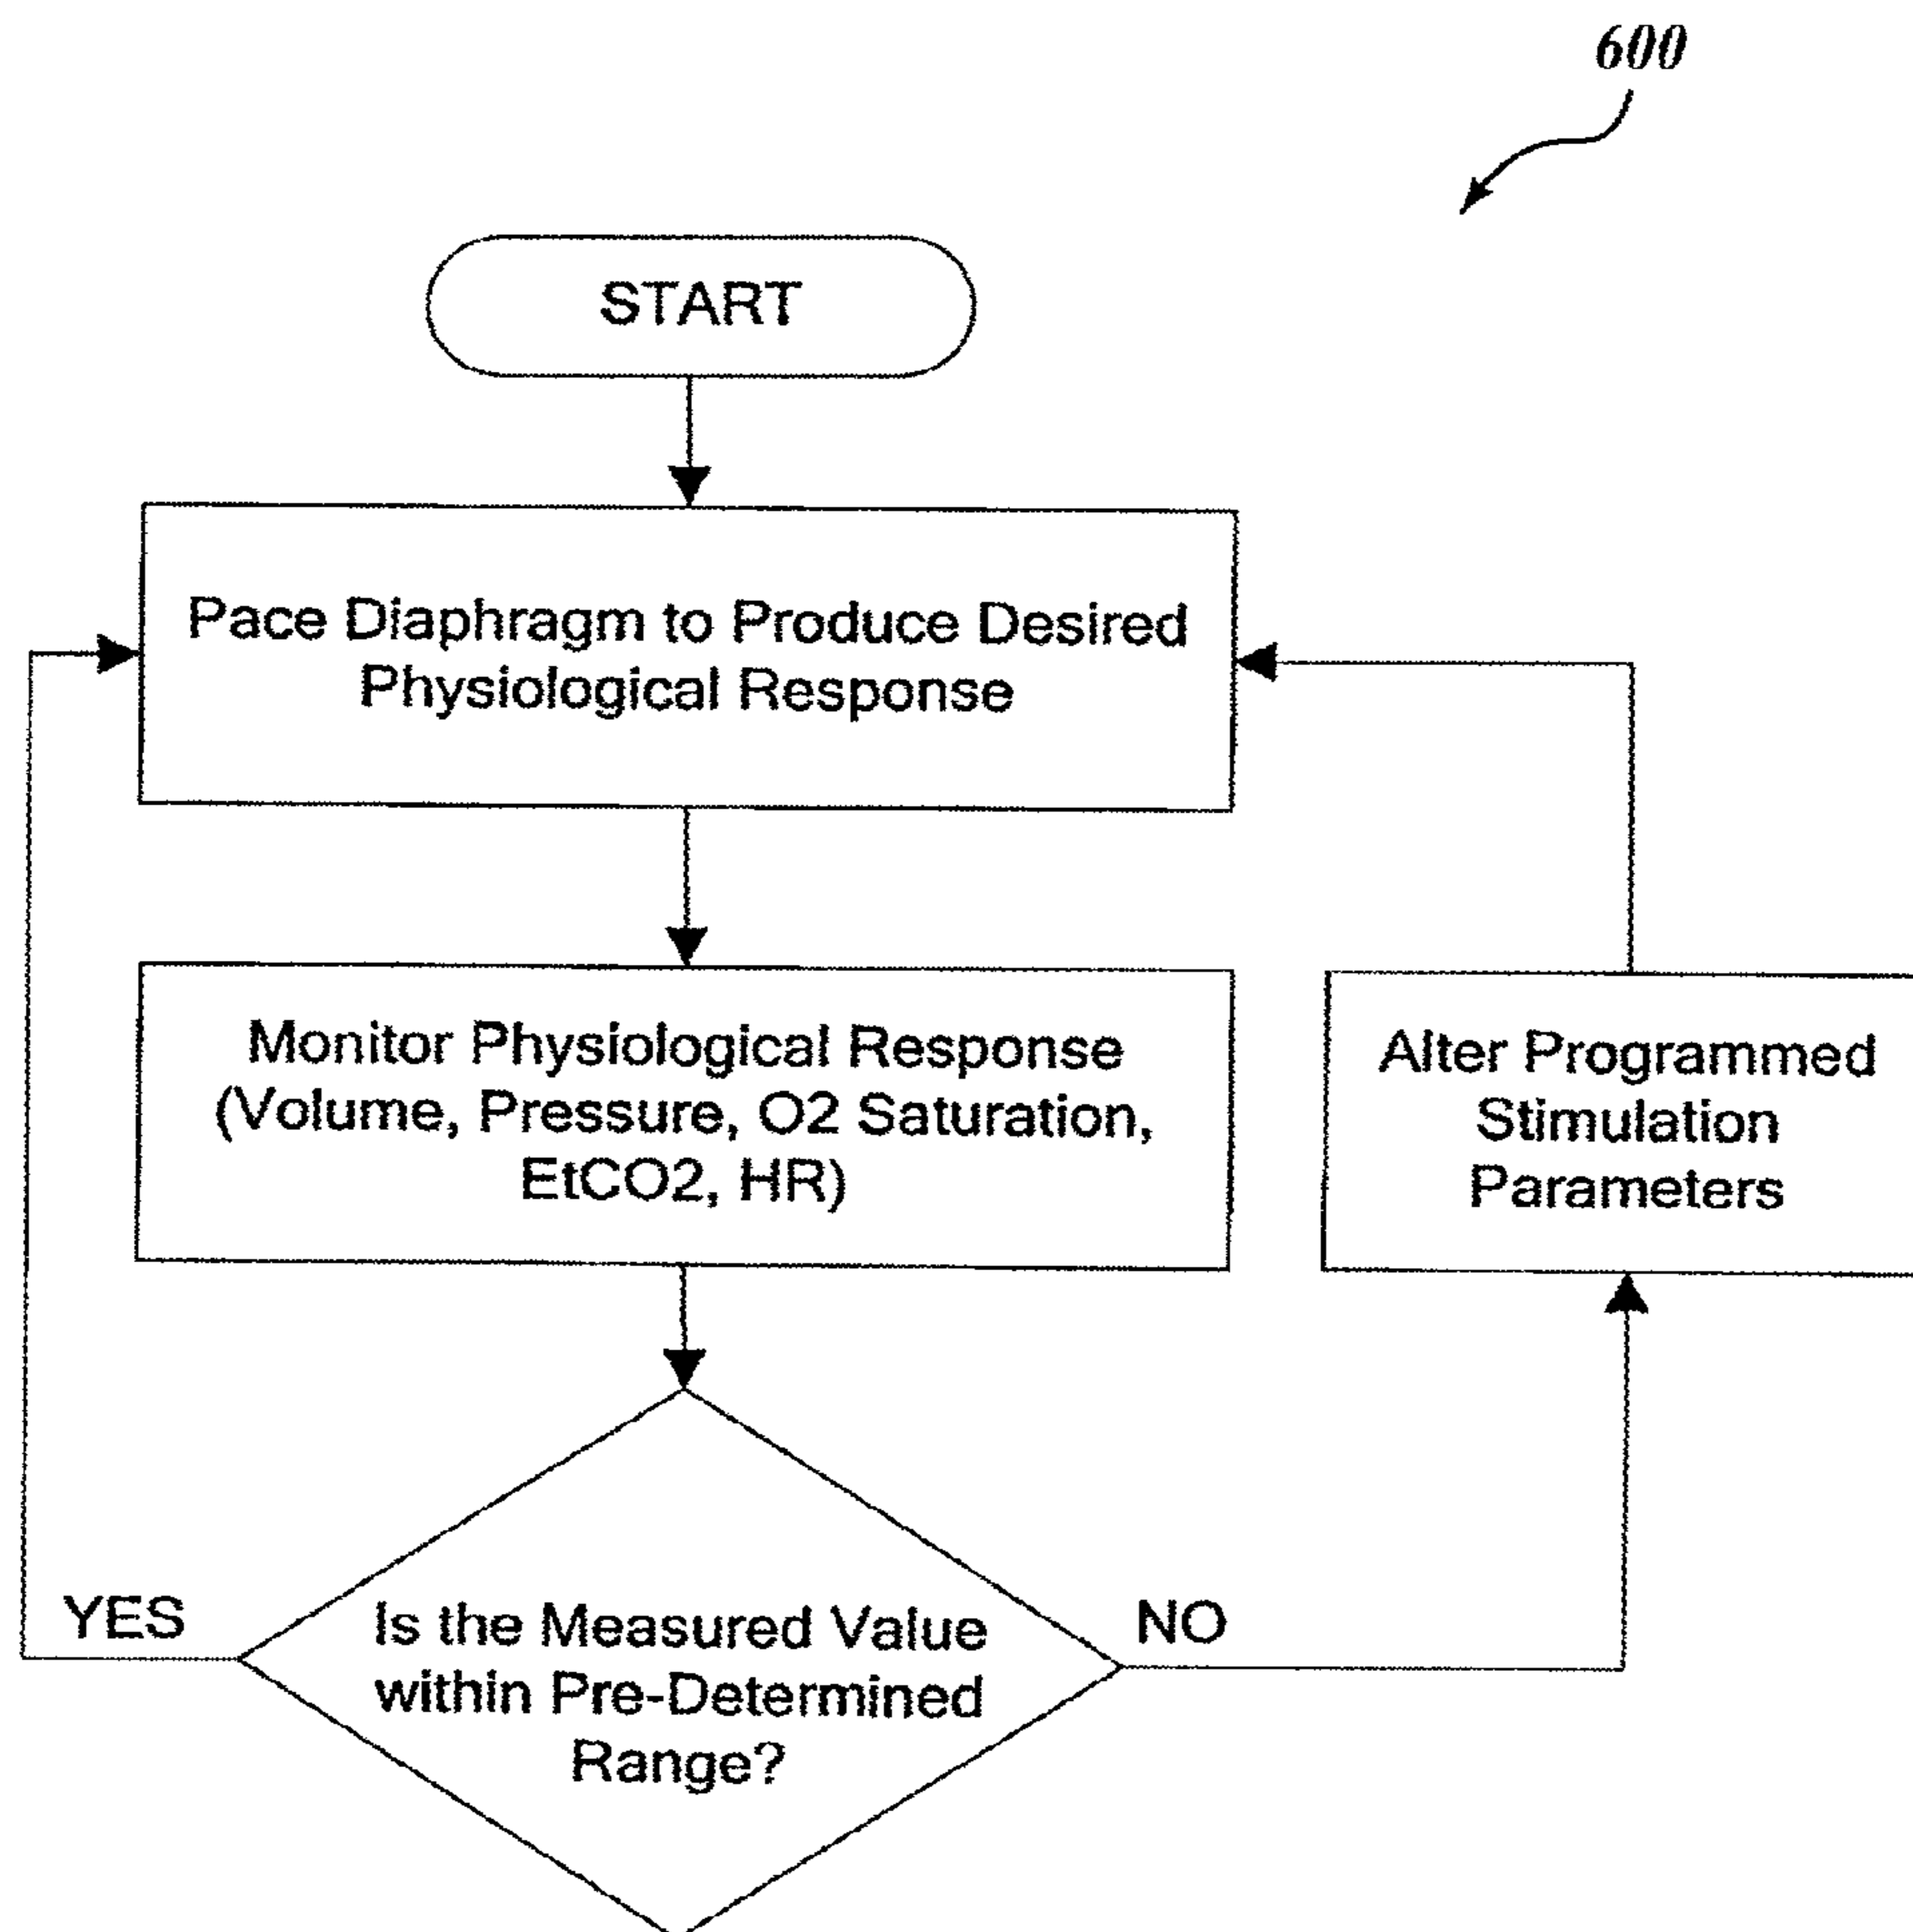 600
START
Pace Diaphragm to Produce Desired
Physiological Response
Monitor Physiological Response
(Volume, Pressure, O2 Saturation,
EtCO2, HR)
Alter Programmed
Stimulation
Parameters
YES
NO
Is the Measured Value
within Pre-Determined
Range?